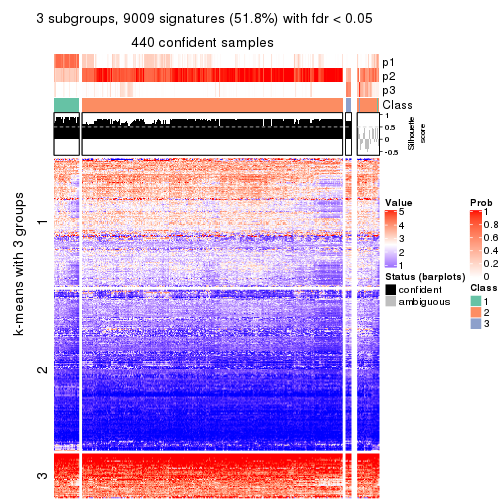 3 subgroups, 9009 signatures (51.8%) with fdr < 0.05
440 confident samples
p1
p2
p3
Class
1
0.5
0
-0.5
Silhouette
score
k-means with 3 groups
1
2
3
Value
5
4
3
2
1
Status (barplots)
confident
ambiguous
Prob
1
0.8
0.6
0.4
0.2
0
Class
1
2
3